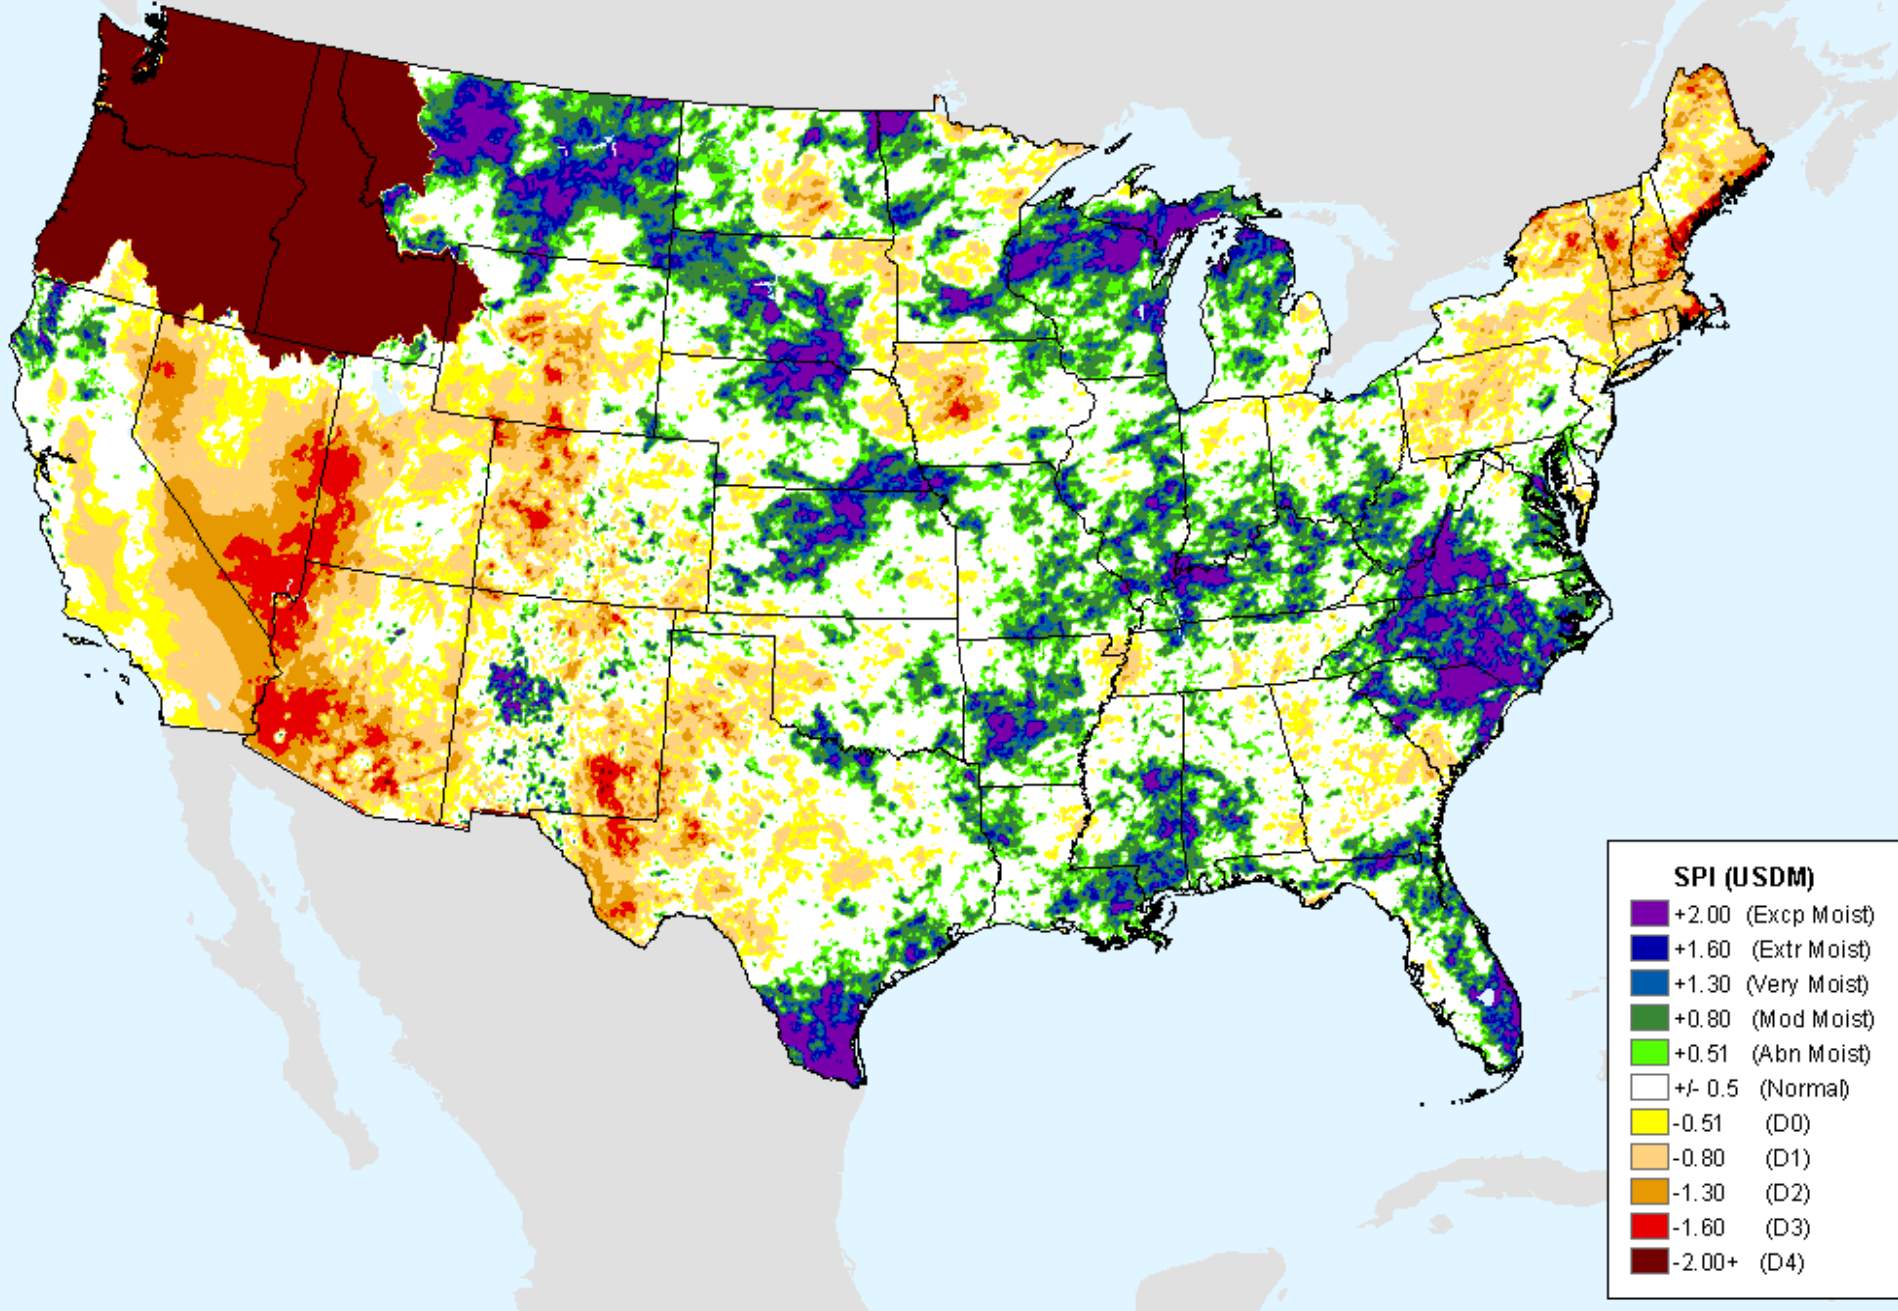 SPI (USDM)
+2.00 (Excp Moist)
+1.60 (Extr Moist)
+1.30 (Very Moist)
+0.80 (Mod Moist)
+0.51 (Abn Moist)
+/- 0.5 (Normal)
-0.51 (D0)
-0.80 (D1)
-1.30 (D2)
-1.60 (D3)
-2.00+ (D4)